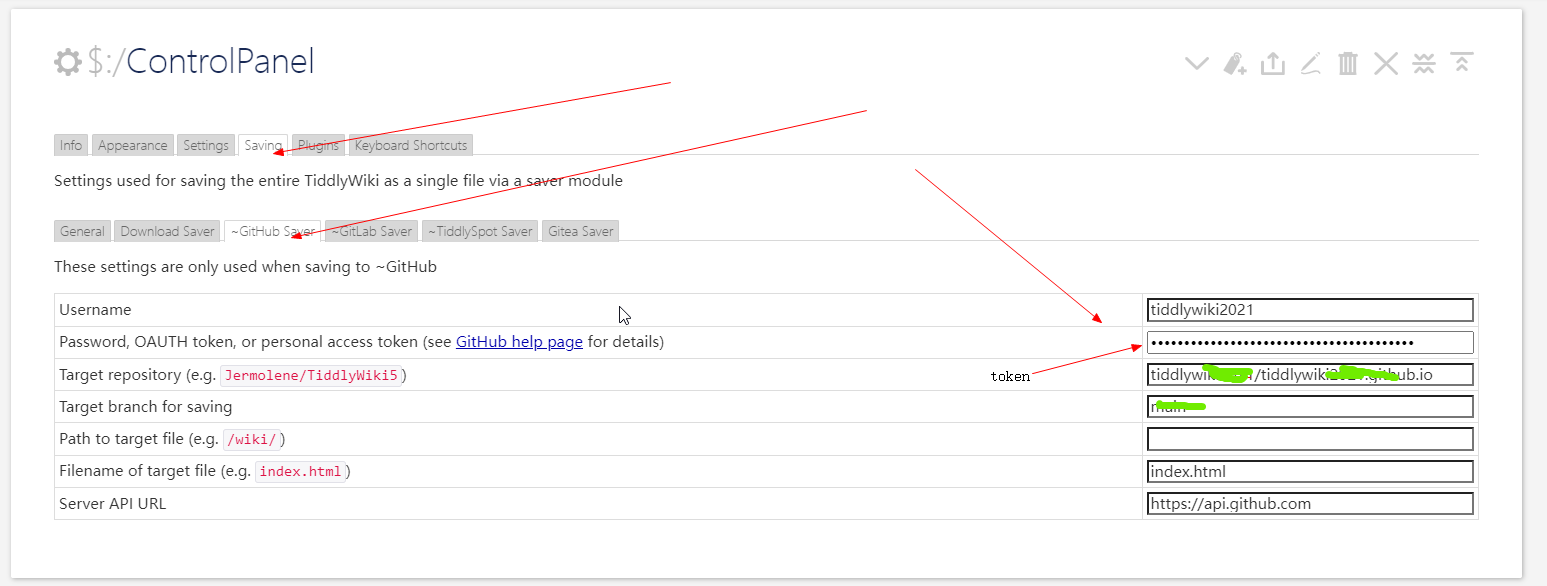 $:/ControlPanel
Info Appearance Settings Saving Plugins Keyboard Shortcuts
Settings used for saving the entire TiddlyWiki as a single file via a saver module
General Download Saver ~GitHub Saver ~GitLab Saver ~TiddlySpot Saver Gitea Saver
These settings are only used when saving to ~GitHub
Username tiddlywiki2021
Password, OAUTH token, or personal access token (see GitHub help page for details) ••••••••••••••••••••••••••••••••••••••••
token
Target repository (e.g. Jermolene/TiddlyWiki5) /tiddlywiki .github.io
Target branch for saving main
Path to target file (e.g. /wiki/)
Filename of target file (e.g. index.html) index.html
Server API URL https://api.github.com